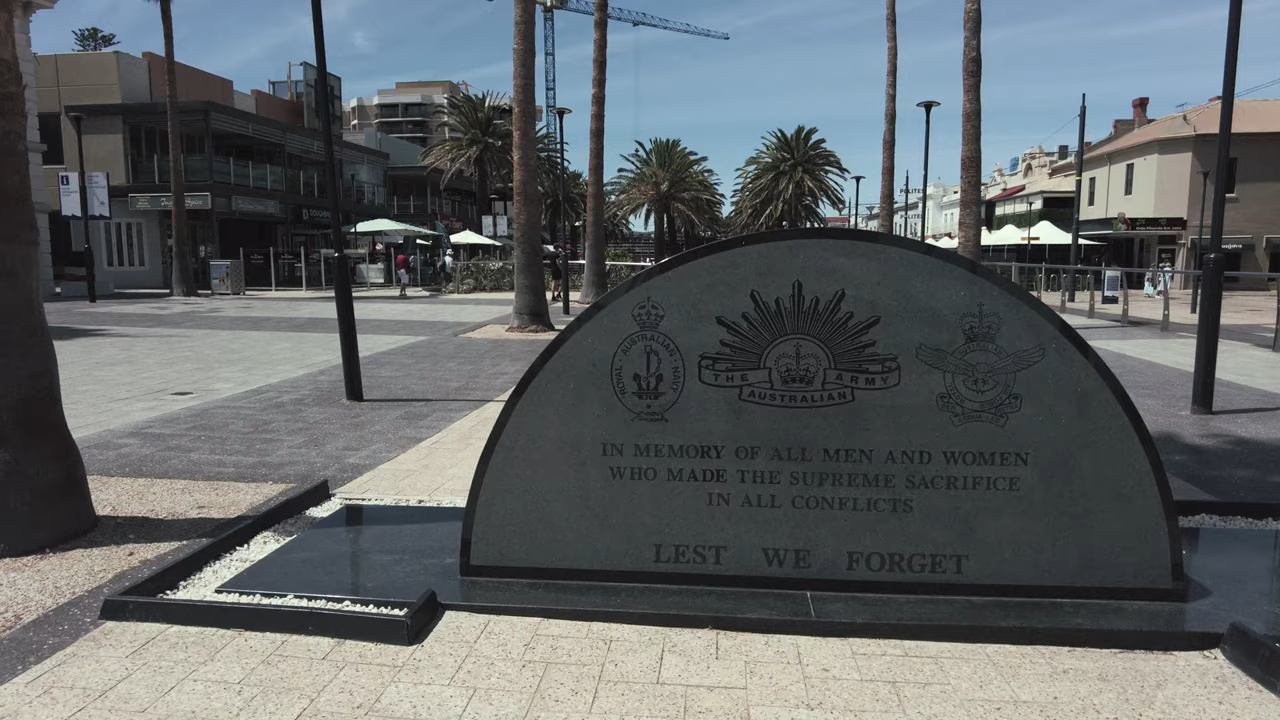 ROYAL AUSTRALIAN NAVY
THE ARMY
AUSTRALIAN
IN MEMORY OF ALL MEN AND WOMEN
WHO MADE THE SUPREME SACRIFICE
IN ALL CONFLICTS
LEST WE FORGET